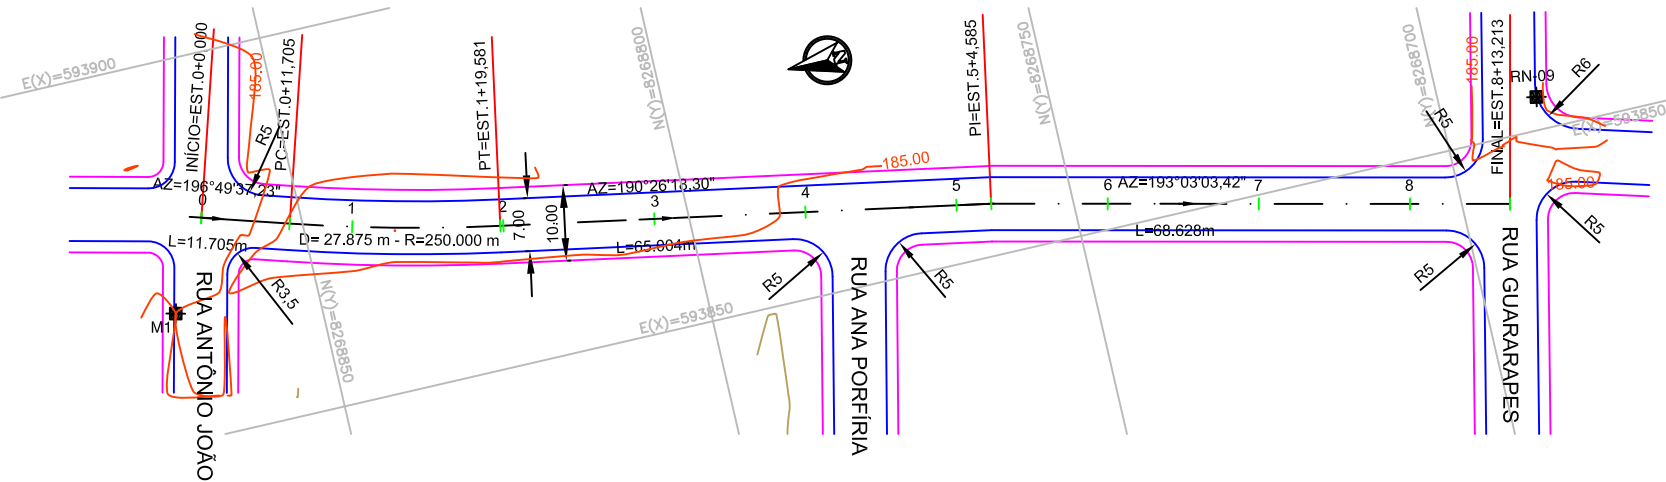 E(X)=593900
INÍCIO=EST.0+0,000
185.00
PC=EST.0+11,705
R5
PT=EST.1+19,581
N(Y)=8268800
N
PI=EST.5+4,585
N(Y)=8268750
N(Y)=8268700
R5
185.00
FINAL=EST.8+13,213
RN-09
R6
E(X)=593850
AZ=196°49'37,23"
AZ=190°26'18.30"
185.00
AZ=193°03'03,42"
185.00
0
1
2
3
4
5
6
7
8
7.00
10.00
L=11.705m
D= 27.875 m - R=250.000 m
L=65.004m
L=68.628m
R5
R3,5
R5
R5
R5
M1
N(Y)=8268850
E(X)=593850
RUA ANTÔNIO JOÃO
RUA ANA PORFÍRIA
RUA GUARARAPES